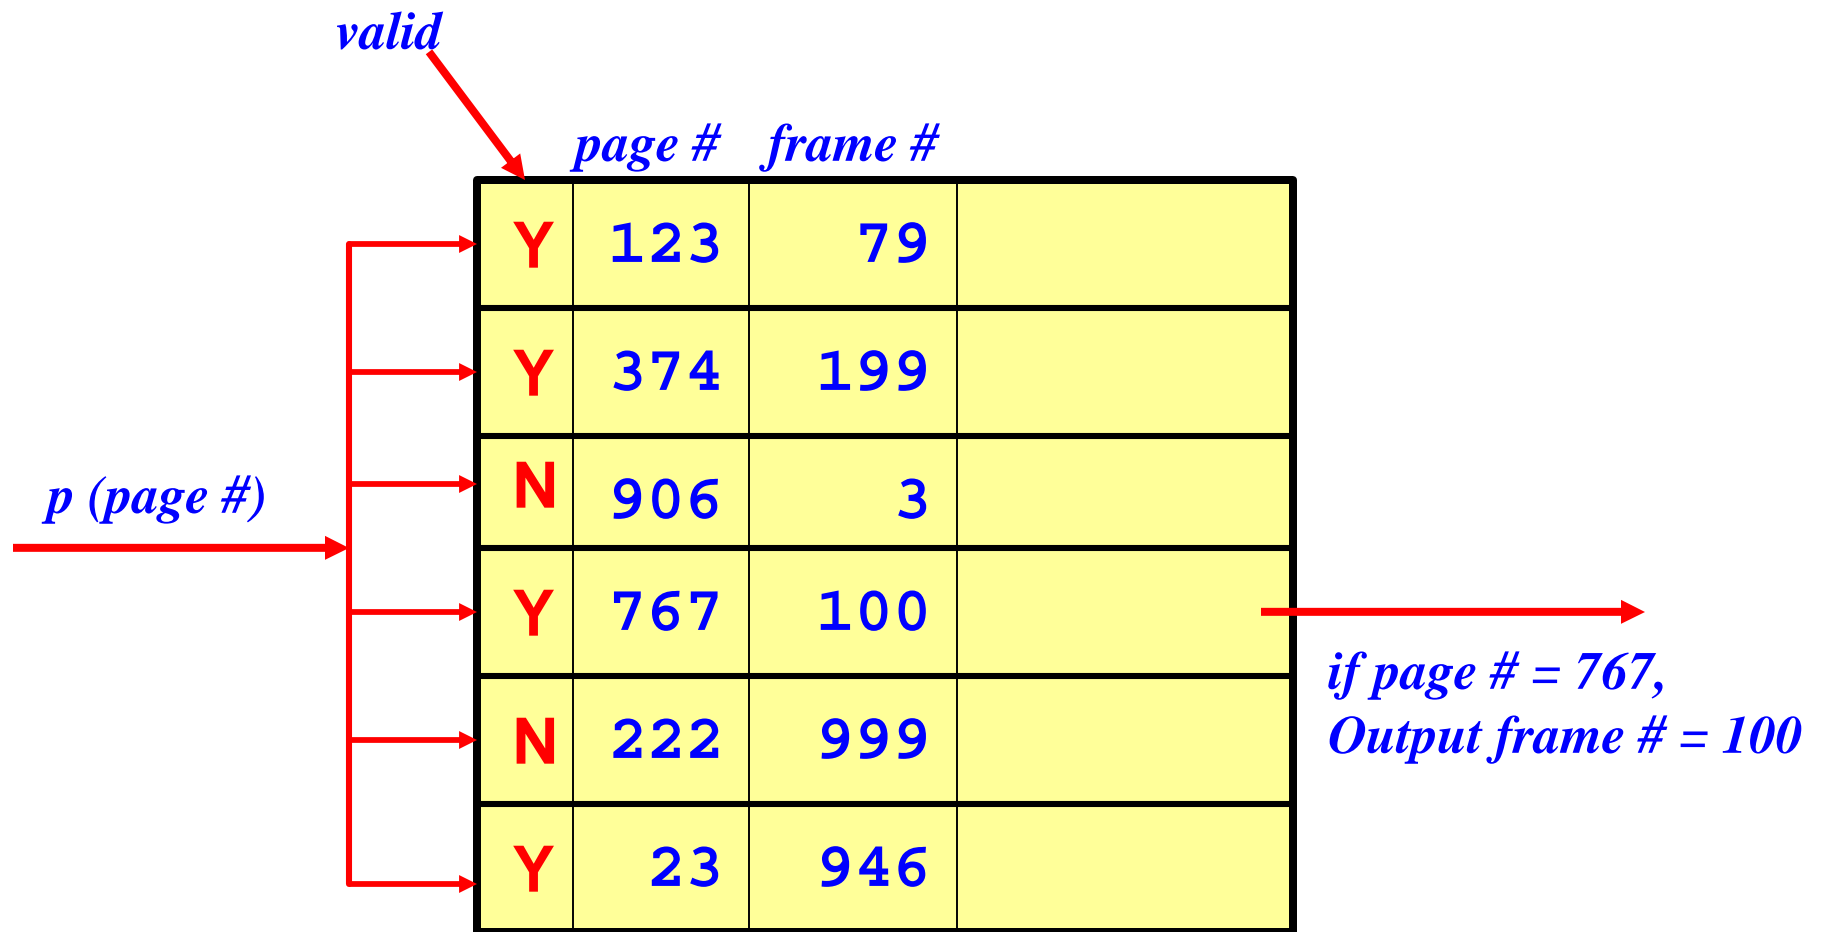 valid
page # frame #
Y 123 79
Y 374 199
N 906 3
p (page #)
Y 767 100
if page # = 767,
Output frame # = 100
N 222 999
Y 23 946